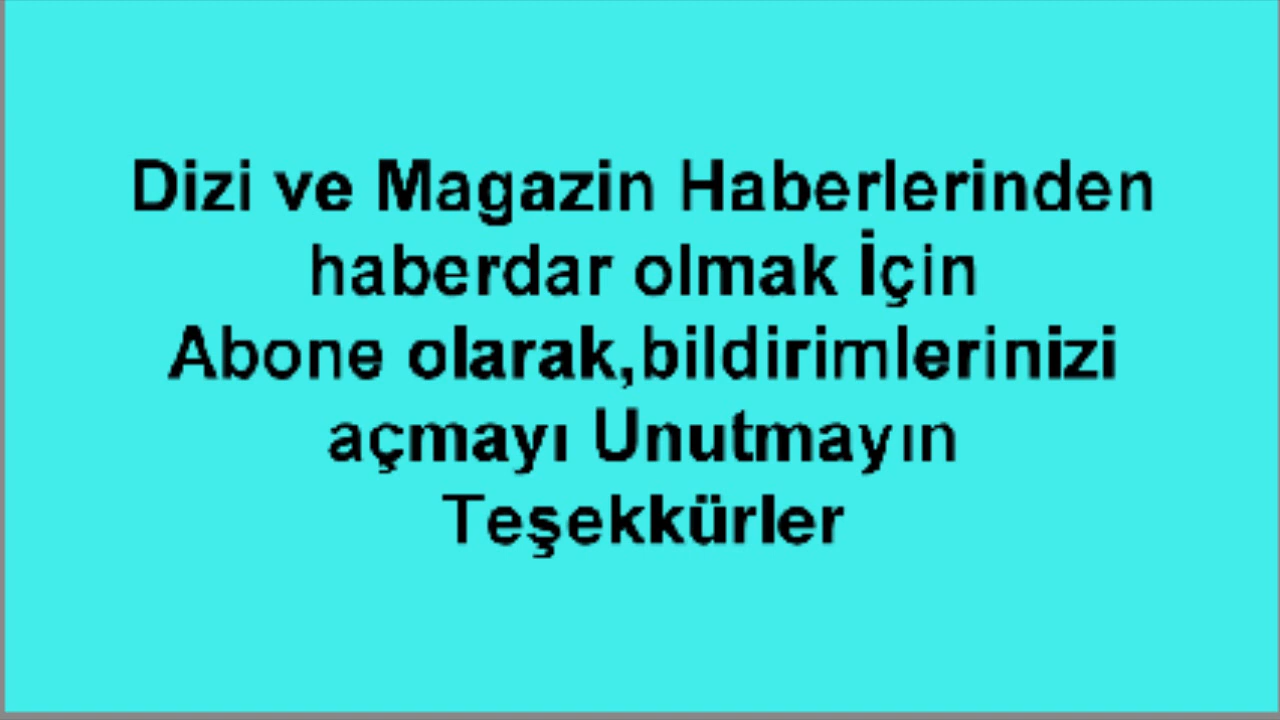 Dizi ve Magazin Haberlerinden
haberdar olmak İçin
Abone olarak,bildirimlerinizi
açmayı Unutmayın
Teşekkürler